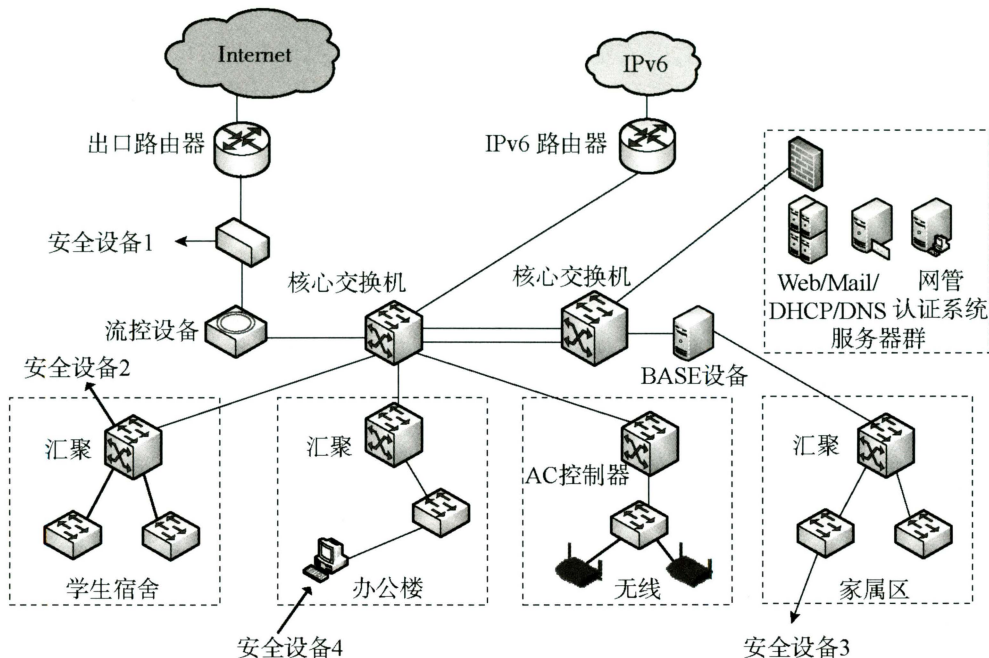 Internet
IPv6
出口路由器
IPv6 路由器
安全设备1
核心交换机
核心交换机
Web/Mail/
DHCP/DNS
网管
认证系统
服务器群
流控设备
BASE设备
安全设备2
汇聚
汇聚
AC控制器
汇聚
学生宿舍
办公楼
无线
家属区
安全设备4
安全设备3